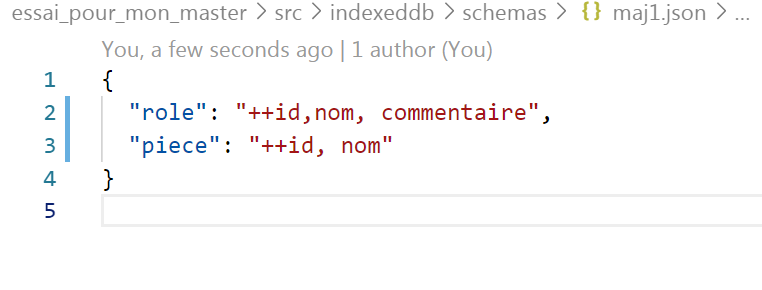 essai_pour_mon_master > src > indexeddb > schemas > {} maj1.json > ...
You, a few seconds ago | 1 author (You)
1 {
2 "role": "++id,nom, commentaire",
3 "piece": "++id, nom"
4 }
5